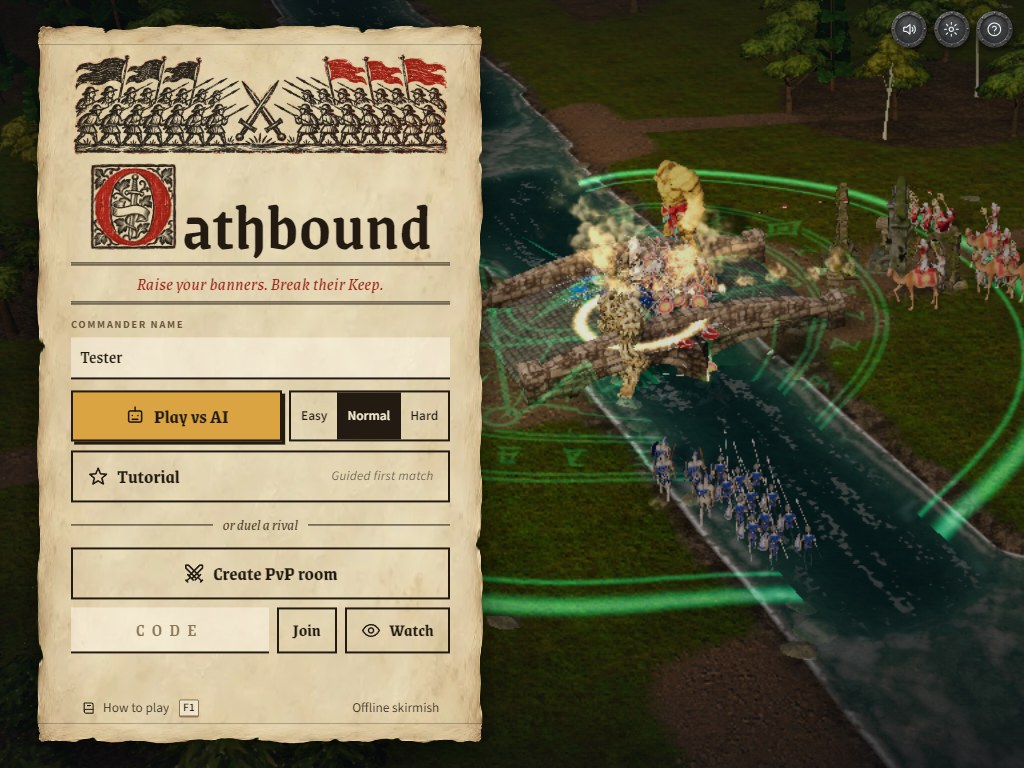 Oathbound
Raise your banners. Break their Keep.
COMMANDER NAME
Tester
Play vs AI
Easy
Normal
Hard
Tutorial
Guided first match
or duel a rival
Create PvP room
CODE
Join
Watch
How to play
F1
Offline skirmish